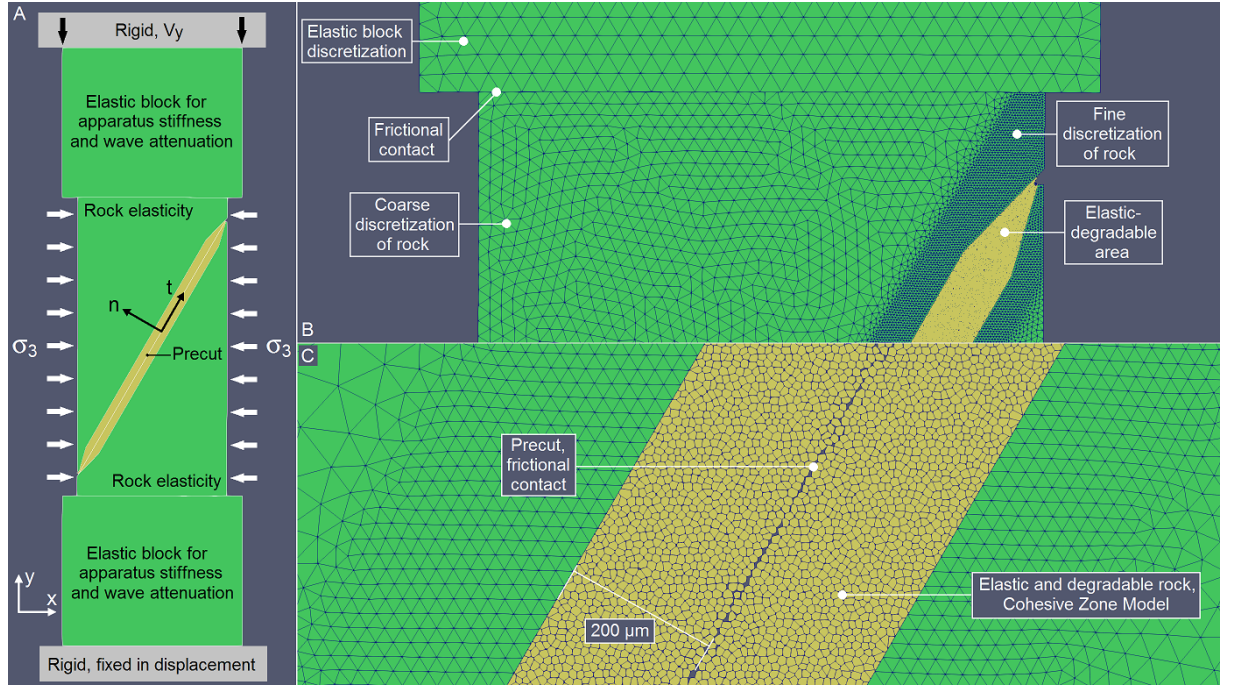 A
Rigid, Vy
Elastic block for
apparatus stiffness
and wave attenuation
Rock elasticity
t
n
σ3
σ3
Precut
Rock elasticity
Elastic block for
apparatus stiffness
and wave attenuation
y
x
Rigid, fixed in displacement
Elastic block
discretization
Frictional
contact
Fine
discretization
of rock
Coarse
discretization
of rock
Elastic-
degradable
area
B
C
Precut,
frictional
contact
Elastic and degradable rock,
Cohesive Zone Model
200 µm